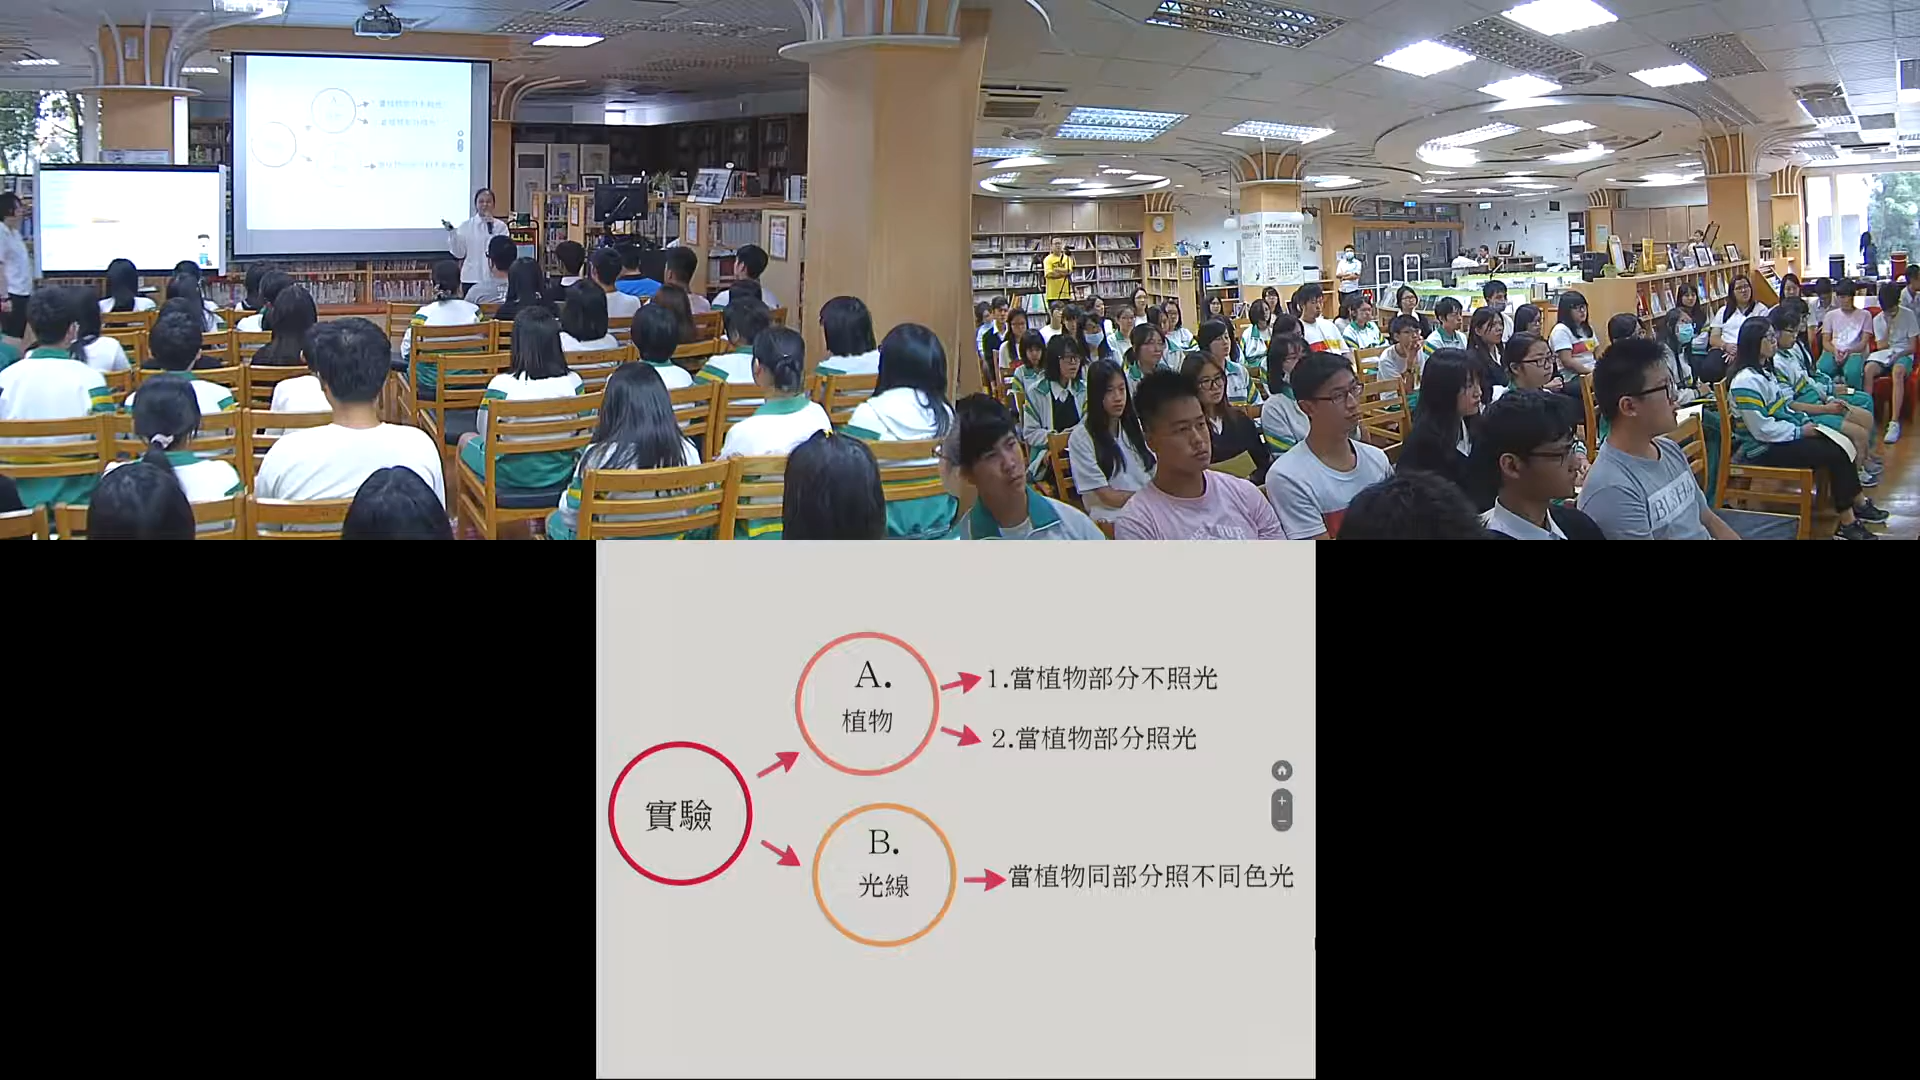 A.
植物
1.當植物部分不照光
2.當植物部分照光
實驗
B.
光線
當植物同部分照不同色光